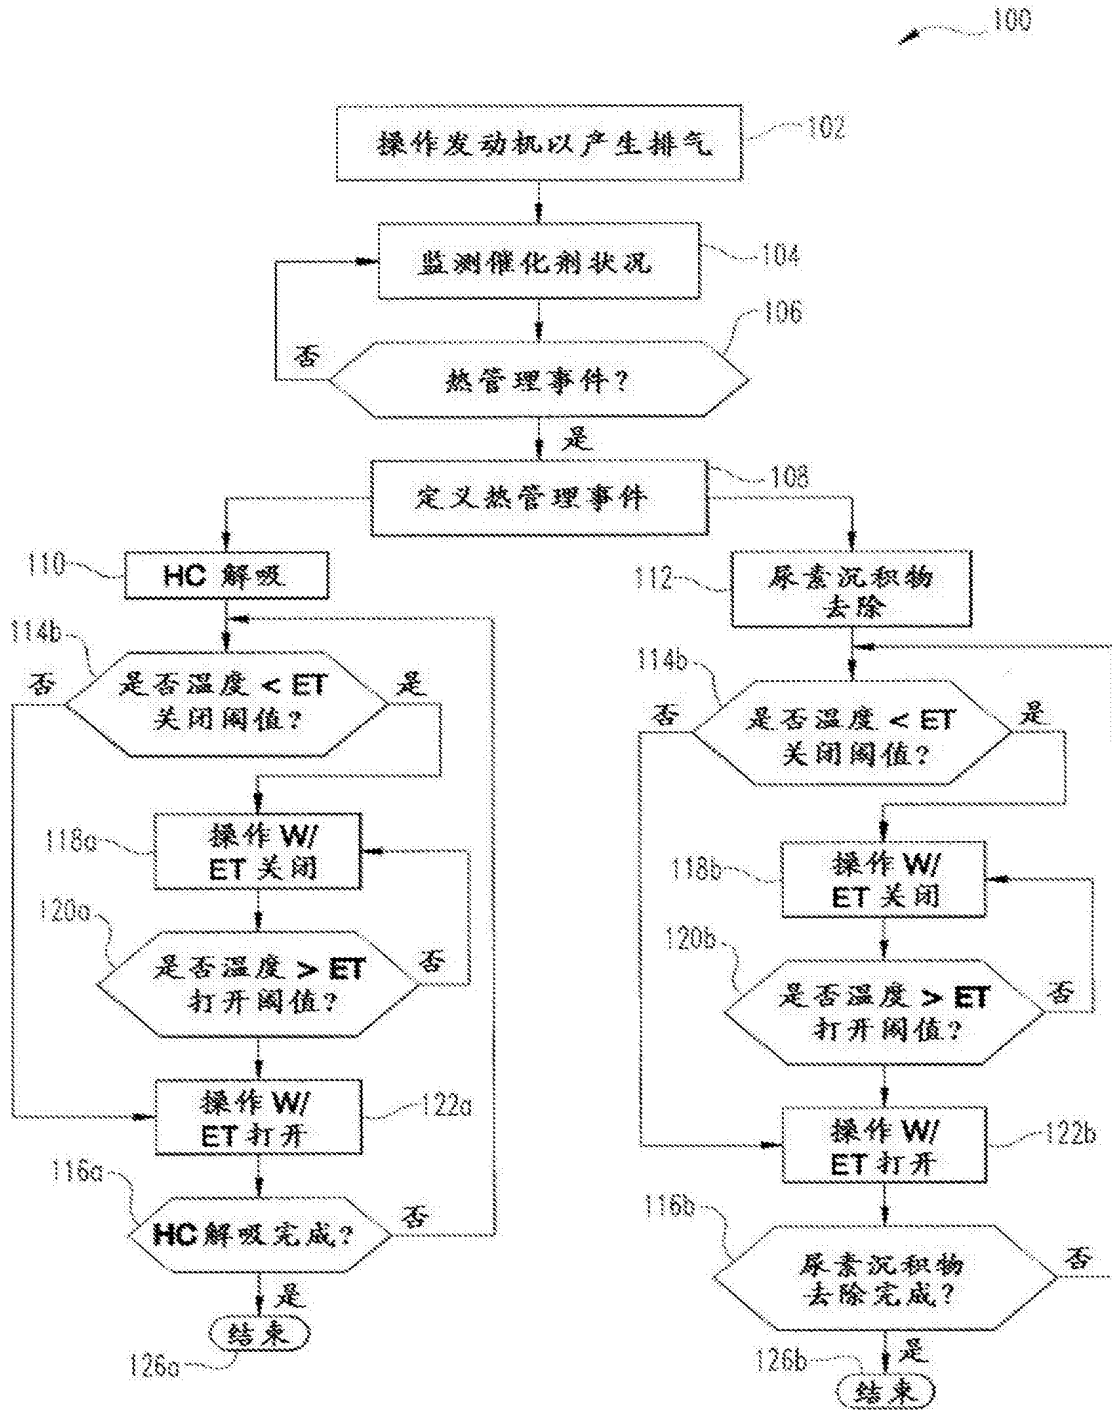 100
操作发动机以产生排气
102
监测催化剂状况
104
106
热管理事件?
否
是
定义热管理事件
108
110
HC 解吸
112
尿素沉积物
去除
114b
否
是否温度 < ET
关闭阈值?
是
114b
否
是否温度 < ET
关闭阈值?
是
118a
操作 W/
ET 关闭
118b
操作 W/
ET 关闭
120a
是否温度 > ET
打开阈值?
否
120b
是否温度 > ET
打开阈值?
否
操作 W/
ET 打开
122a
操作 W/
ET 打开
122b
116a
HC 解吸完成?
否
116b
尿素沉积物
去除完成?
否
是
结束
126a
是
126b
结束